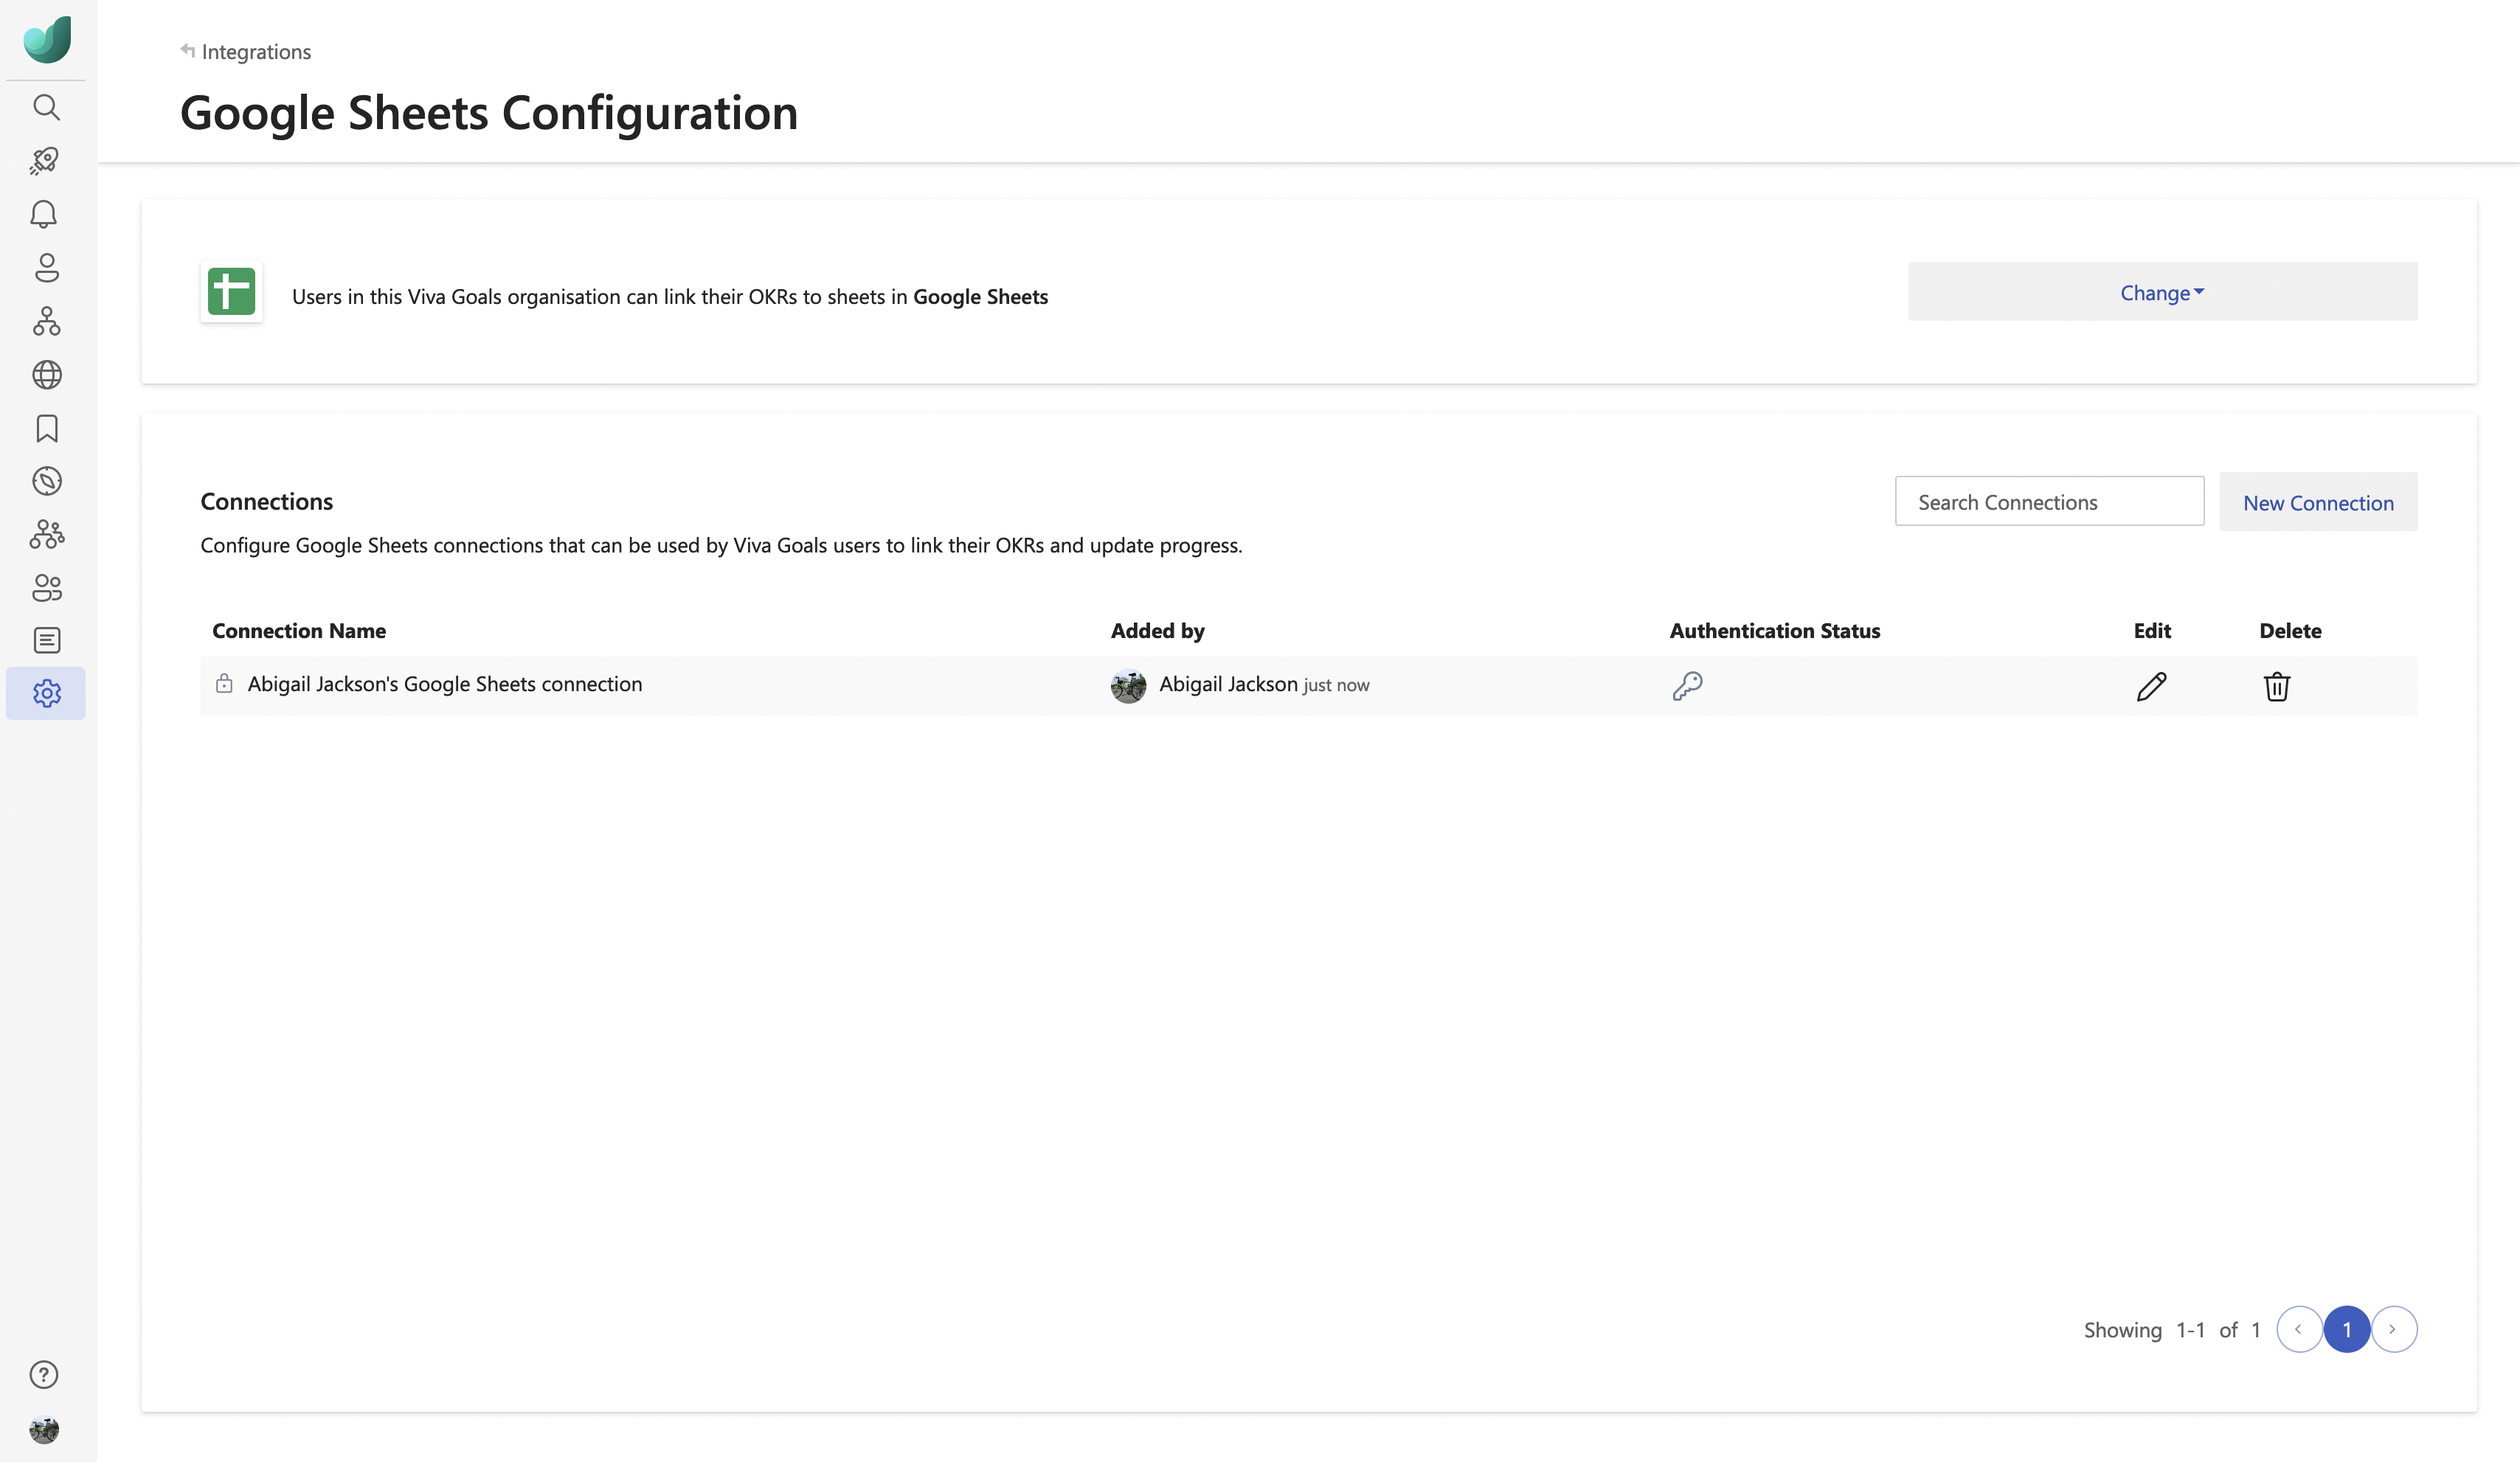 Integrations
Google Sheets Configuration
Users in this Viva Goals organisation can link their OKRs to sheets in Google Sheets
Change
Connections
Search Connections
New Connection
Configure Google Sheets connections that can be used by Viva Goals users to link their OKRs and update progress.
Connection Name Added by Authentication Status Edit Delete
Abigail Jackson's Google Sheets connection Abigail Jackson just now
Showing 1-1 of 1 < 1 >
?